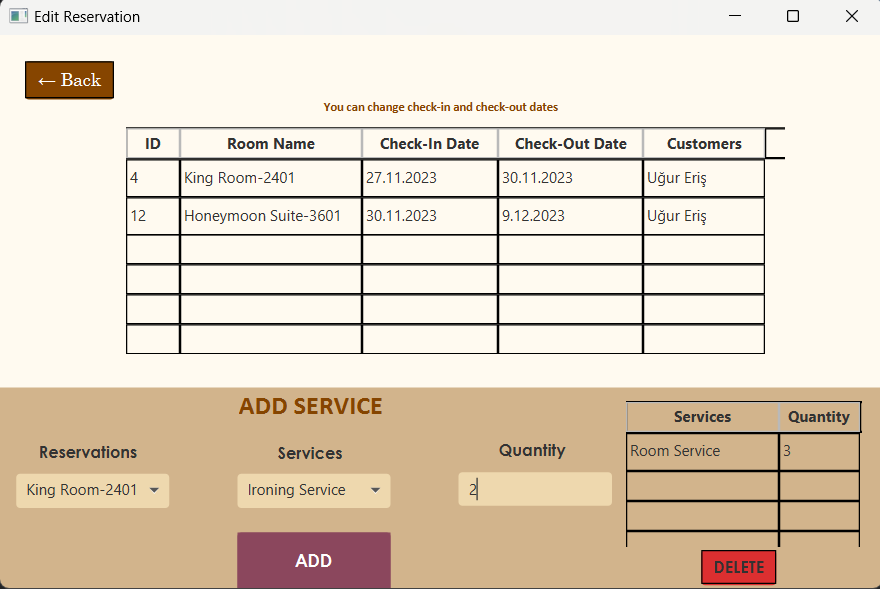 Edit Reservation
← Back
You can change check-in and check-out dates
ID Room Name Check-In Date Check-Out Date Customers
4 King Room-2401 27.11.2023 30.11.2023 Uğur Eriş
12 Honeymoon Suite-3601 30.11.2023 9.12.2023 Uğur Eriş
ADD SERVICE
Reservations Services Quantity
King Room-2401 Ironing Service 2
ADD
Services Quantity
Room Service 3
DELETE